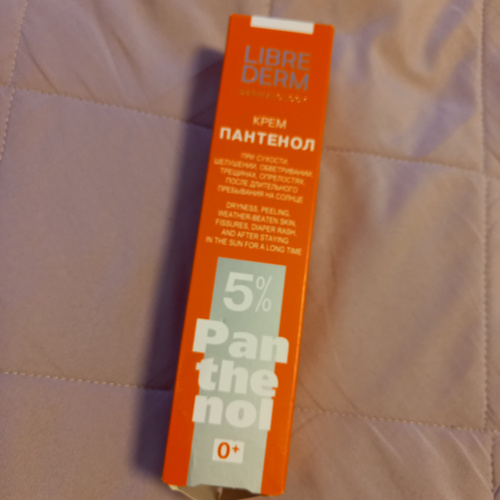 LIBRE
DERM
КРЕМ
ПАНТЕНОЛ
ПРИ СУХОСТИ,
ШЕЛУШЕНИИ, ОБВЕТРИВАНИИ,
ТРЕЩИНАХ, ОПРЕЛОСТЯХ,
ПОСЛЕ ДЛИТЕЛЬНОГО
ПРЕБЫВАНИЯ НА СОЛНЦЕ
DRYNESS, PEELING,
WEATHER-BEATEN SKIN,
FISSURES, DIAPER RASH,
AND AFTER STAYING
IN THE SUN FOR A LONG TIME
5%
Pan
the
nol
0+